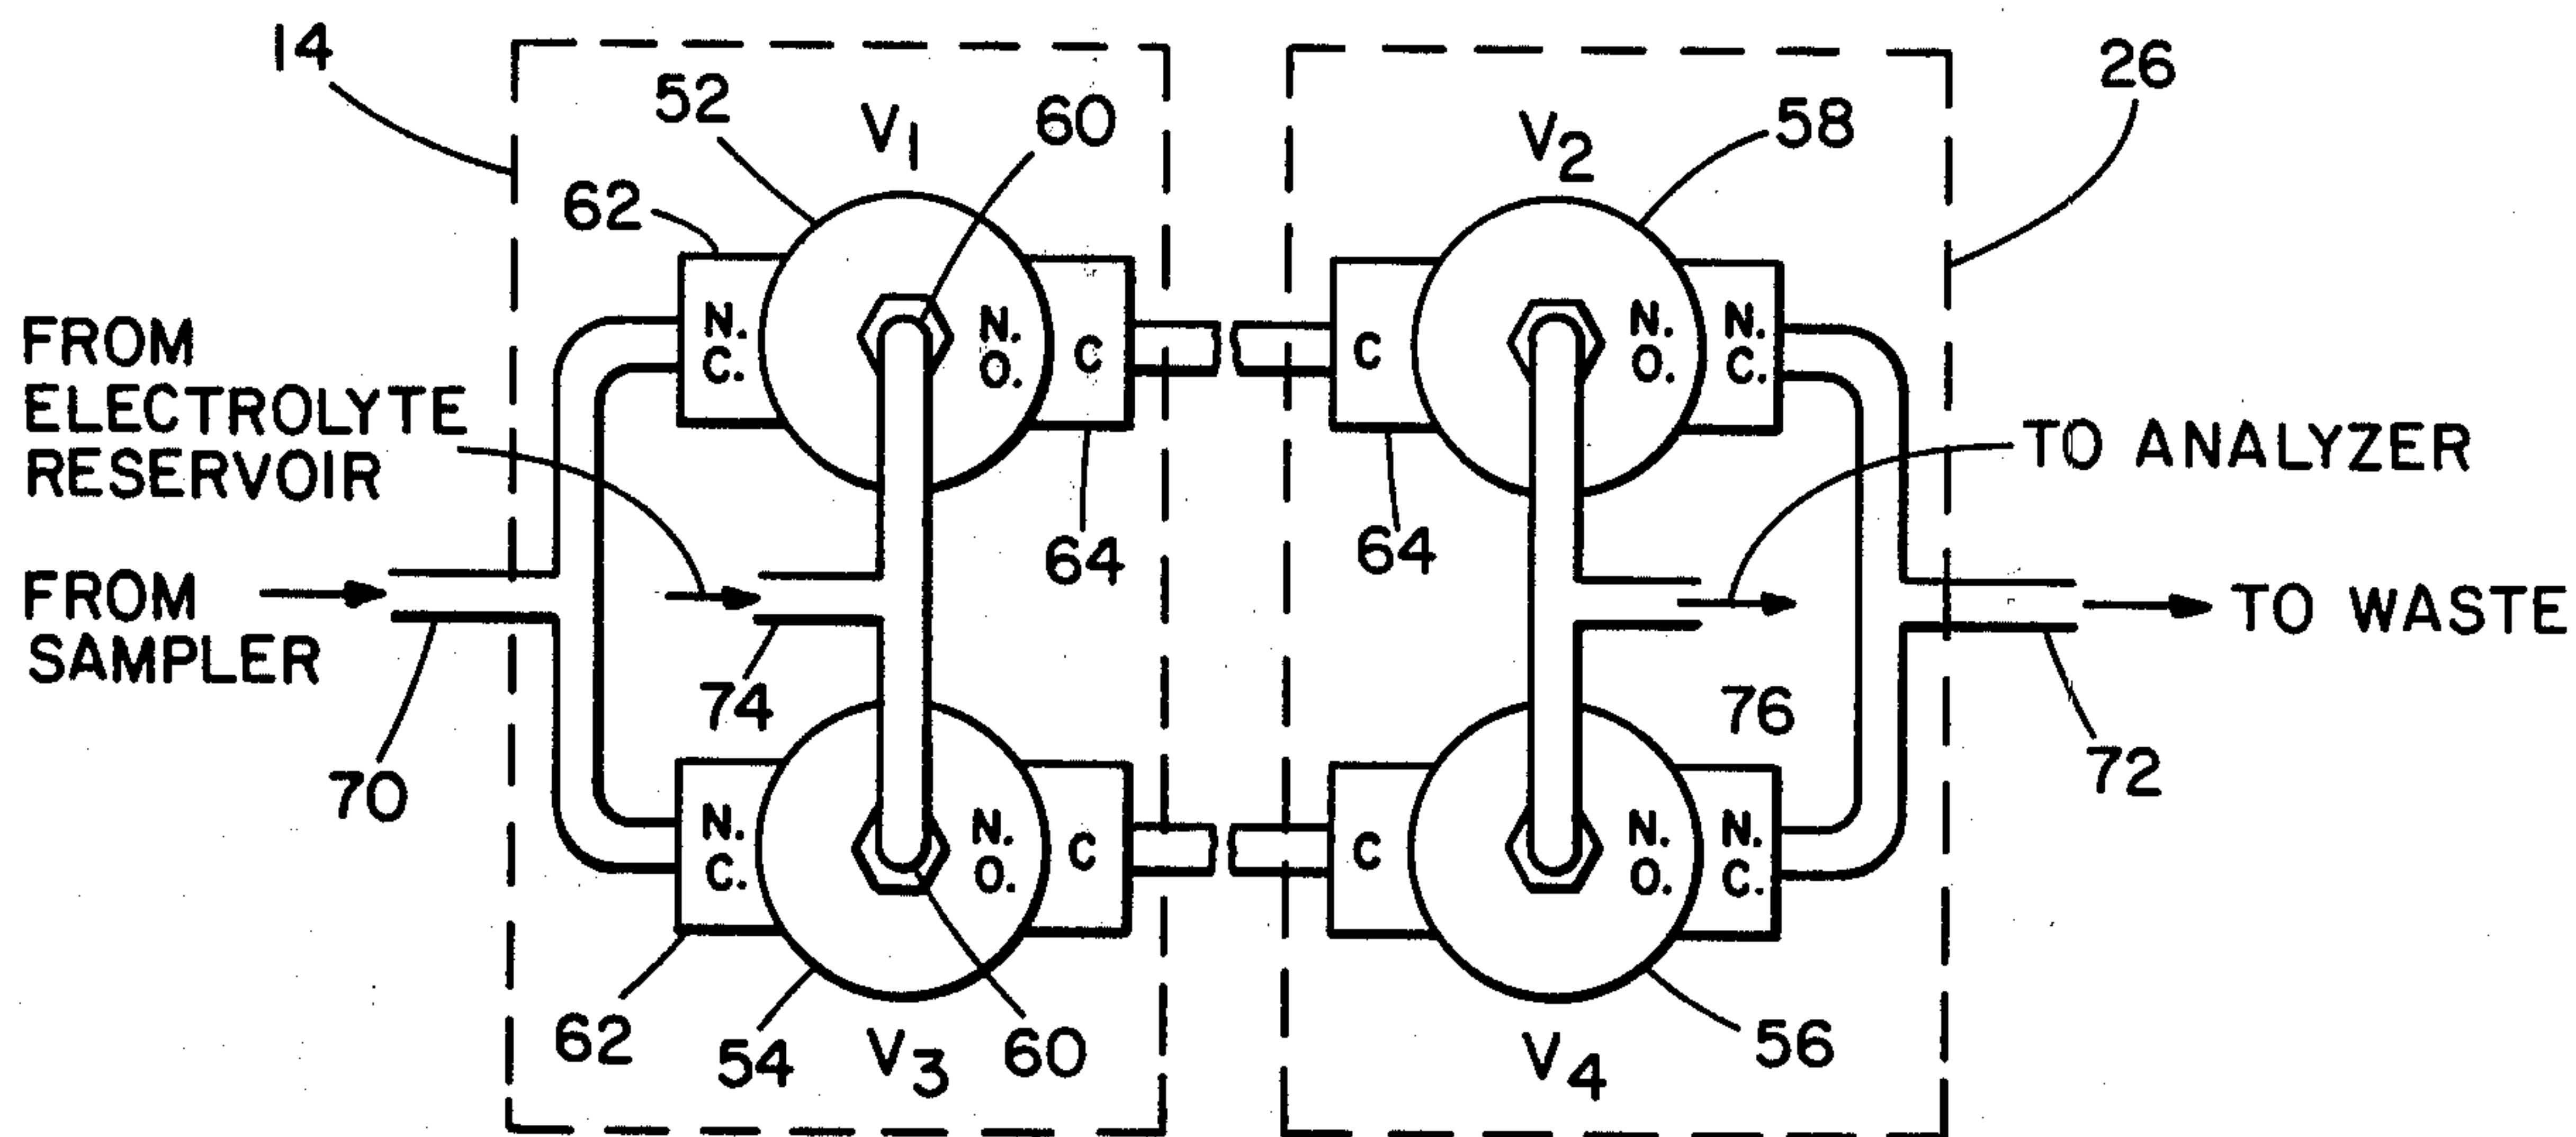 14
52
V1
60
V2
58
26
62
N.
C.
N.
O.
C
C
N.
O.
N.
C.
FROM
ELECTROLYTE
RESERVOIR
64
64
TO ANALYZER
FROM
SAMPLER
TO WASTE
70
74
76
72
N.
C.
N.
O.
C
C
N.
O.
N.
C.
62
54
V3
60
V4
56